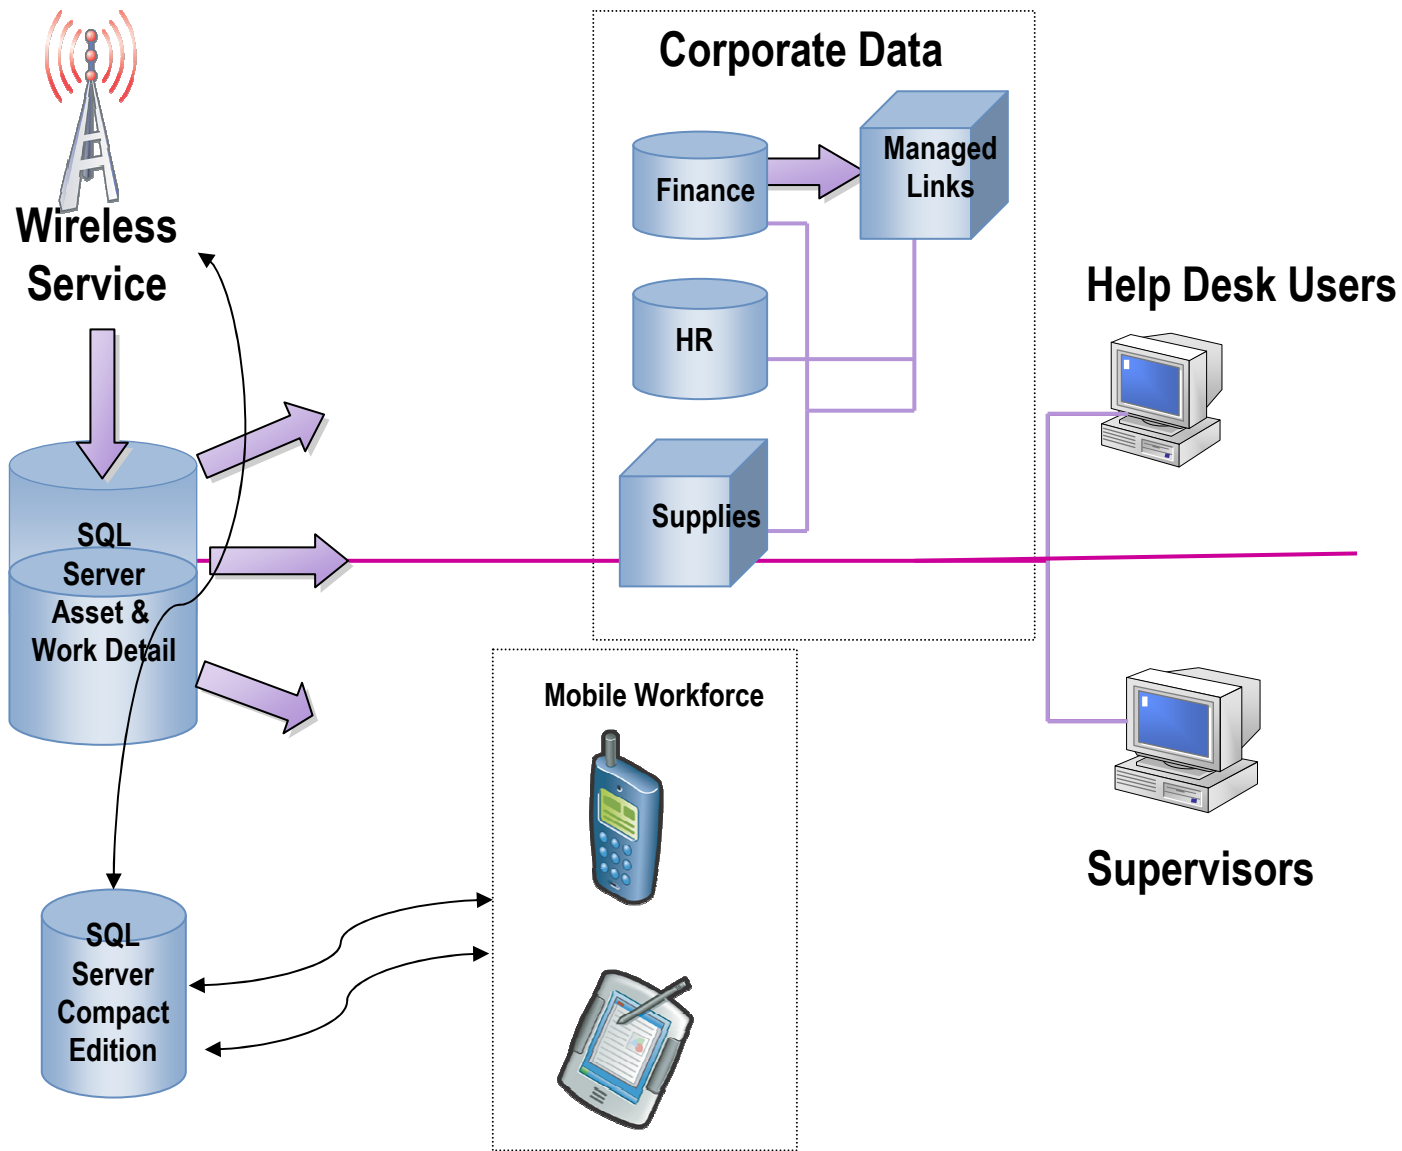 Corporate Data
Wireless
Service
Finance
Managed
Links
HR
Supplies
Help Desk Users
SQL
Server
Asset &
Work Detail
Mobile Workforce
Supervisors
SQL
Server
Compact
Edition